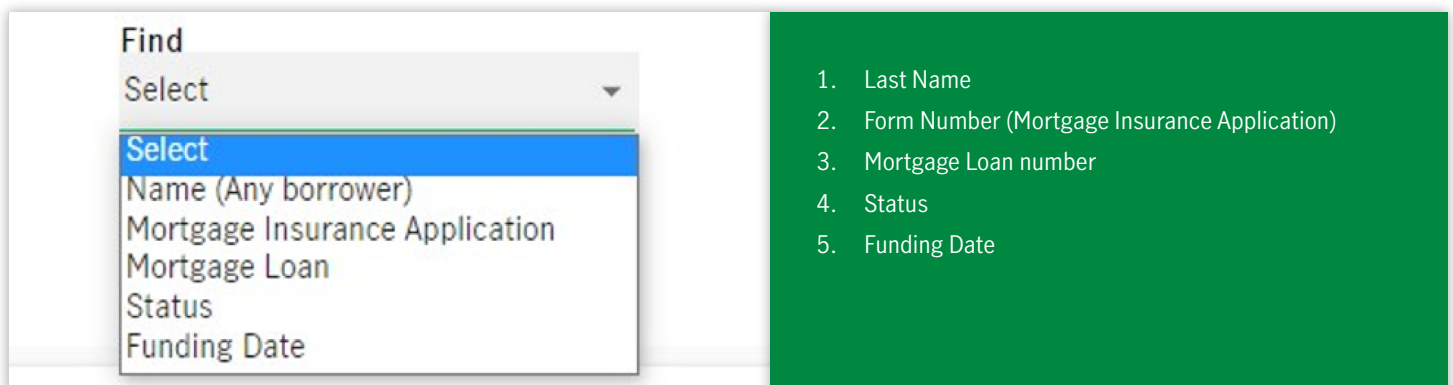 Find
Select
Select
Name (Any borrower)
Mortgage Insurance Application
Mortgage Loan
Status
Funding Date
1. Last Name
2. Form Number (Mortgage Insurance Application)
3. Mortgage Loan number
4. Status
5. Funding Date